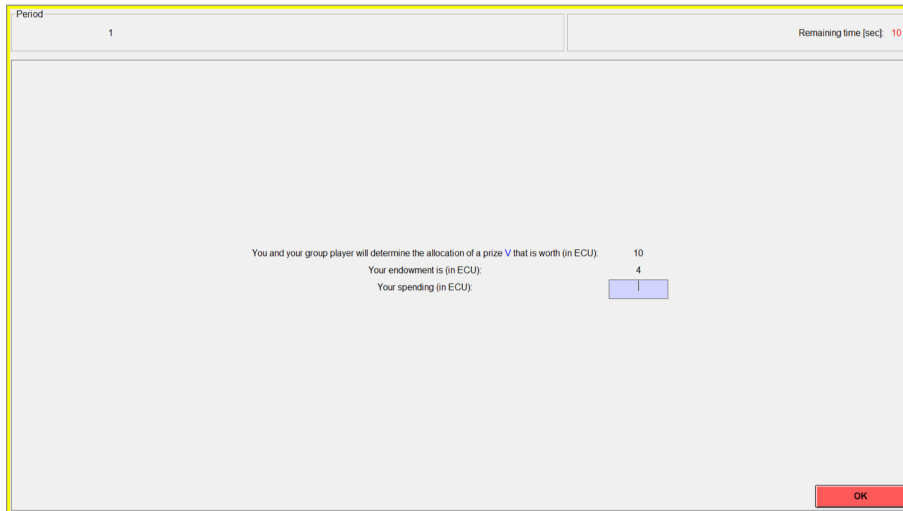 Period
1
Remaining time [sec]: 10
You and your group player will determine the allocation of a prize V that is worth (in ECU): 10
Your endowment is (in ECU): 4
Your spending (in ECU):
OK